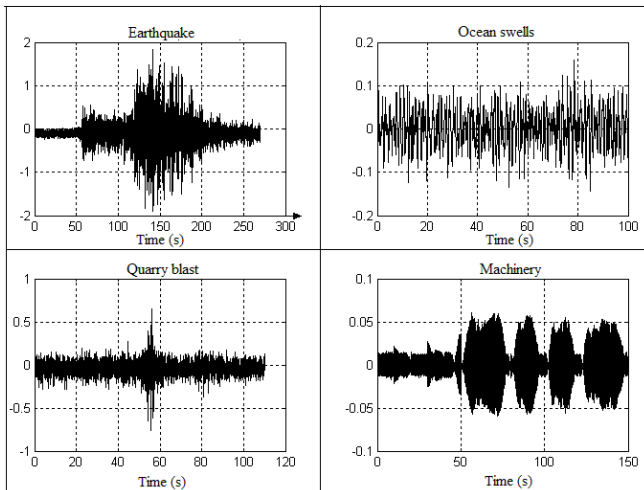 Earthquake
2
1
0
-1
-2
0 50 100 150 200 250 300
Time (s)
Ocean swells
0.2
0.1
0
-0.1
-0.2
0 20 40 60 80 100
Time (s)
Quarry blast
1
0.5
0
-0.5
-1
0 20 40 60 80 100 120
Time (s)
Machinery
0.1
0.05
0
-0.05
-0.1
0 50 100 150
Time (s)